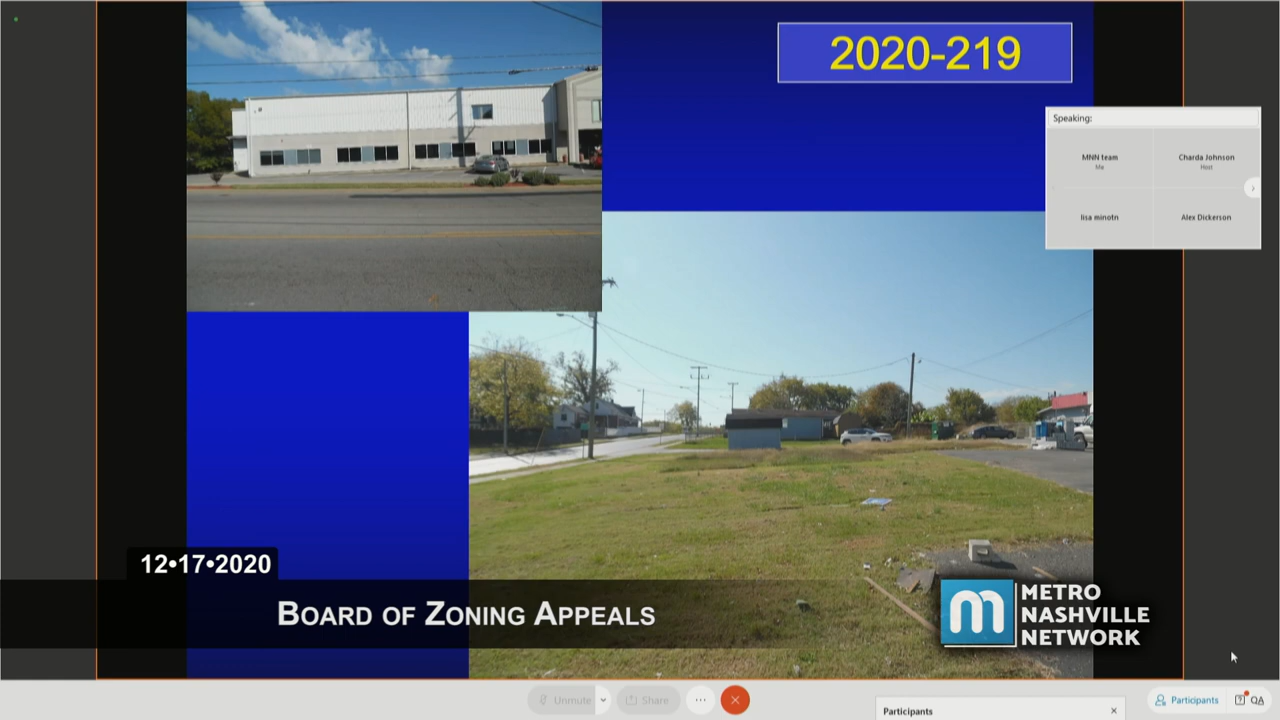 2020-219
Speaking:
MNN team
Me
Charda Johnson
Host
lisa minotn
Alex Dickerson
12•17•2020
BOARD OF ZONING APPEALS
METRO
NASHVILLE
NETWORK
Unmute
Share
Participants
Participants
QA